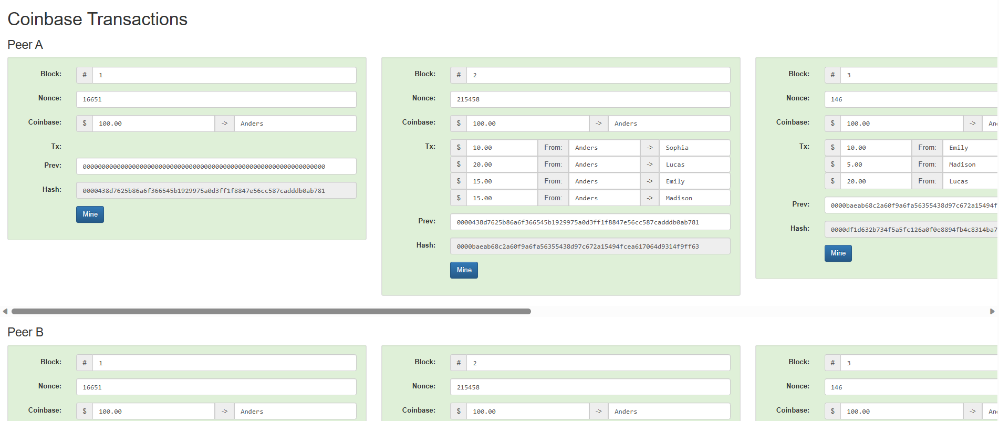 Coinbase Transactions
Peer A
Block: # 1
Nonce: 16651
Coinbase: $ 100.00 -> Anders
Tx:
Prev: 0000000000000000000000000000000000000000000000000000000000000000
Hash: 0000438d7625b86a6f366545b1929975a0d3ff1f8847e56cc587cadddb0ab781
Mine
Block: # 2
Nonce: 215458
Coinbase: $ 100.00 -> Anders
Tx: $ 10.00 From: Anders -> Sophia
$ 20.00 From: Anders -> Lucas
$ 15.00 From: Anders -> Emily
$ 15.00 From: Anders -> Madison
Prev: 0000438d7625b86a6f366545b1929975a0d3ff1f8847e56cc587cadddb0ab781
Hash: 0000baeab68c2a60f9a6fa56355438d97c672a15494fcea617064d9314f9ff63
Mine
Block: # 3
Nonce: 146
Coinbase: $ 100.00 -> An
Tx: $ 10.00 From: Emily
$ 5.00 From: Madison
$ 20.00 From: Lucas
Prev: 0000baeab68c2a60f9a6fa56355438d97c672a15494f
Hash: 0000df1d632b734f5a5fc126a0f0e8894fb4c8314ba7
Mine
Peer B
Block: # 1
Nonce: 16651
Coinbase: $ 100.00 -> Anders
Block: # 2
Nonce: 215458
Coinbase: $ 100.00 -> Anders
Block: # 3
Nonce: 146
Coinbase: $ 100.00 -> An